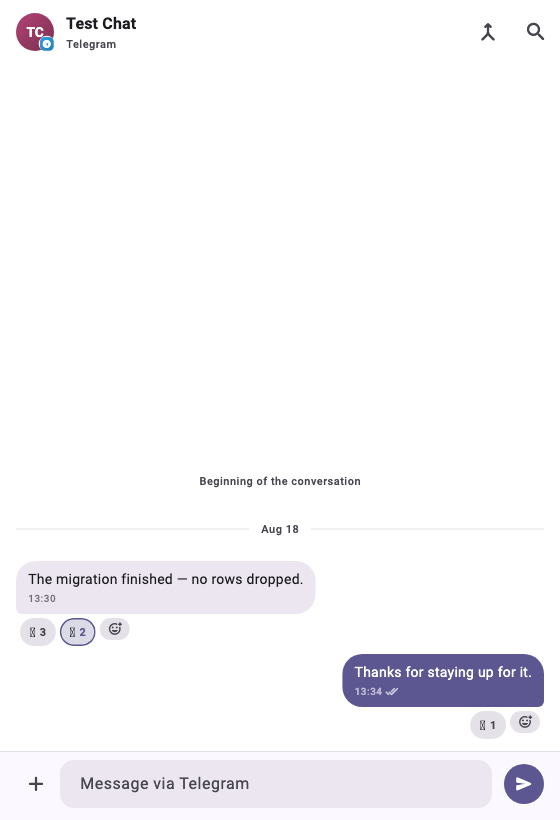 TC
Test Chat
Telegram
Beginning of the conversation
Aug 18
The migration finished — no rows dropped.
13:30
3
2
Thanks for staying up for it.
13:34
1
Message via Telegram